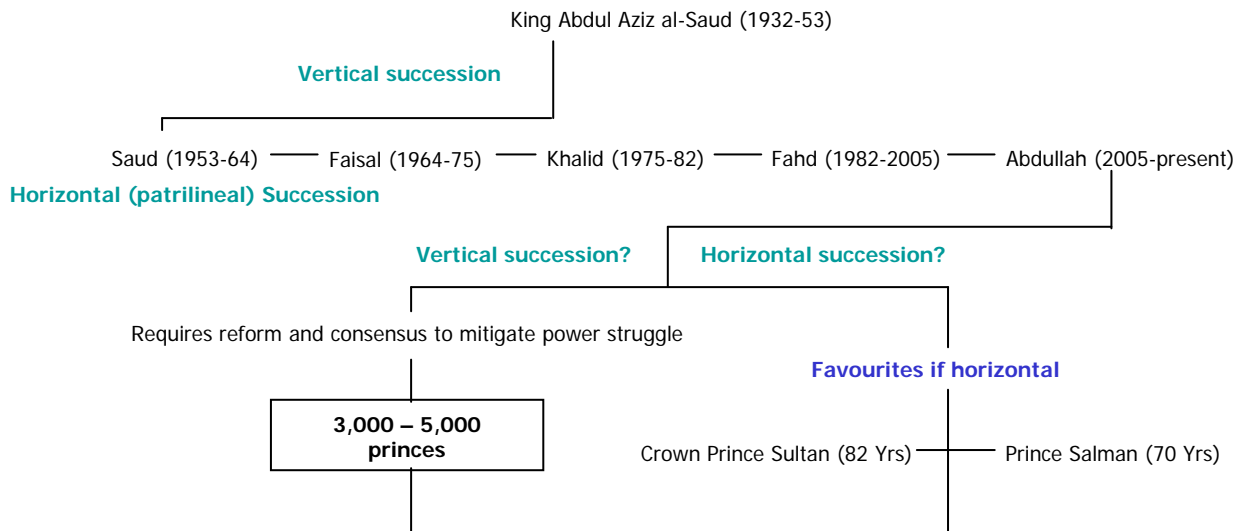 King Abdul Aziz al-Saud (1932-53)
Vertical succession
Saud (1953-64)
Faisal (1964-75)
Khalid (1975-82)
Fahd (1982-2005)
Abdullah (2005-present)
Horizontal (patrilineal) Succession
Vertical succession?
Horizontal succession?
Requires reform and consensus to mitigate power struggle
Favourites if horizontal
3,000 – 5,000
princes
Crown Prince Sultan (82 Yrs)
Prince Salman (70 Yrs)